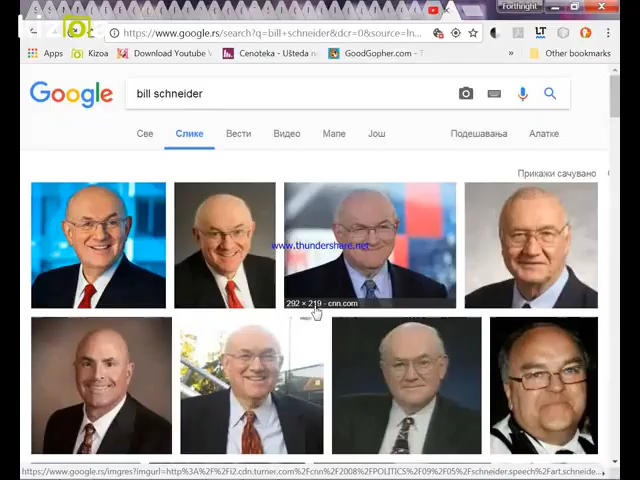 Forthright
kizoa
https://www.google.rs/search?q=bill+schneider&dcr=0&source=ln...
Apps Kizoa Download Youtube Cenoteka - Ušteda n GoodGopher.com - T » Other bookmarks
Google bill schneider
Све Слике Вести Видео Мапе Још Подешавања Алатке
Прикажи сачувано
www.thundershare.net
292 × 219 - cnn.com
https://www.google.rs/imgres?imgurl=http%3A%2F%2Fi2.cdn.turner.com%2Fcnn%2F2008%2FPOLITICS%2F09%2F05%2Fschneider.speech%2Fart.schneide...